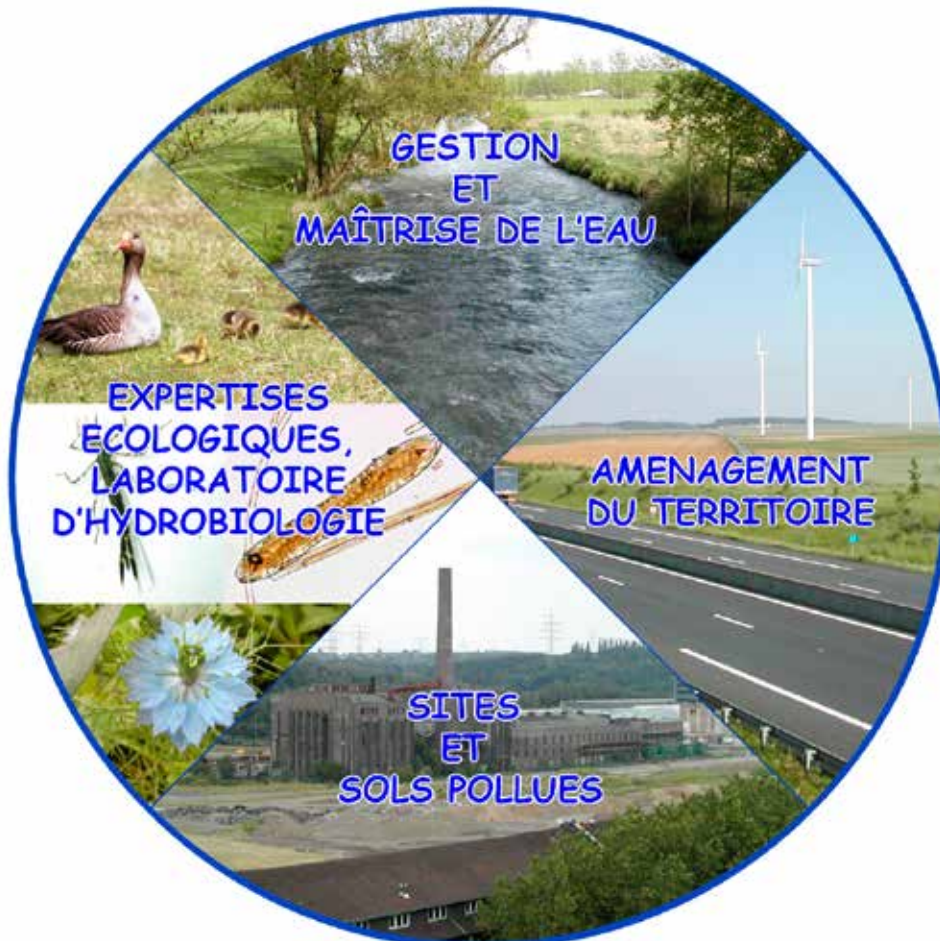 GESTION
ET
MAÎTRISE DE L'EAU
EXPERTISES
ECOLOGIQUES,
LABORATOIRE
D'HYDROBIOLOGIE
AMENAGEMENT
DU TERRITOIRE
SITES
ET
SOLS POLLUES